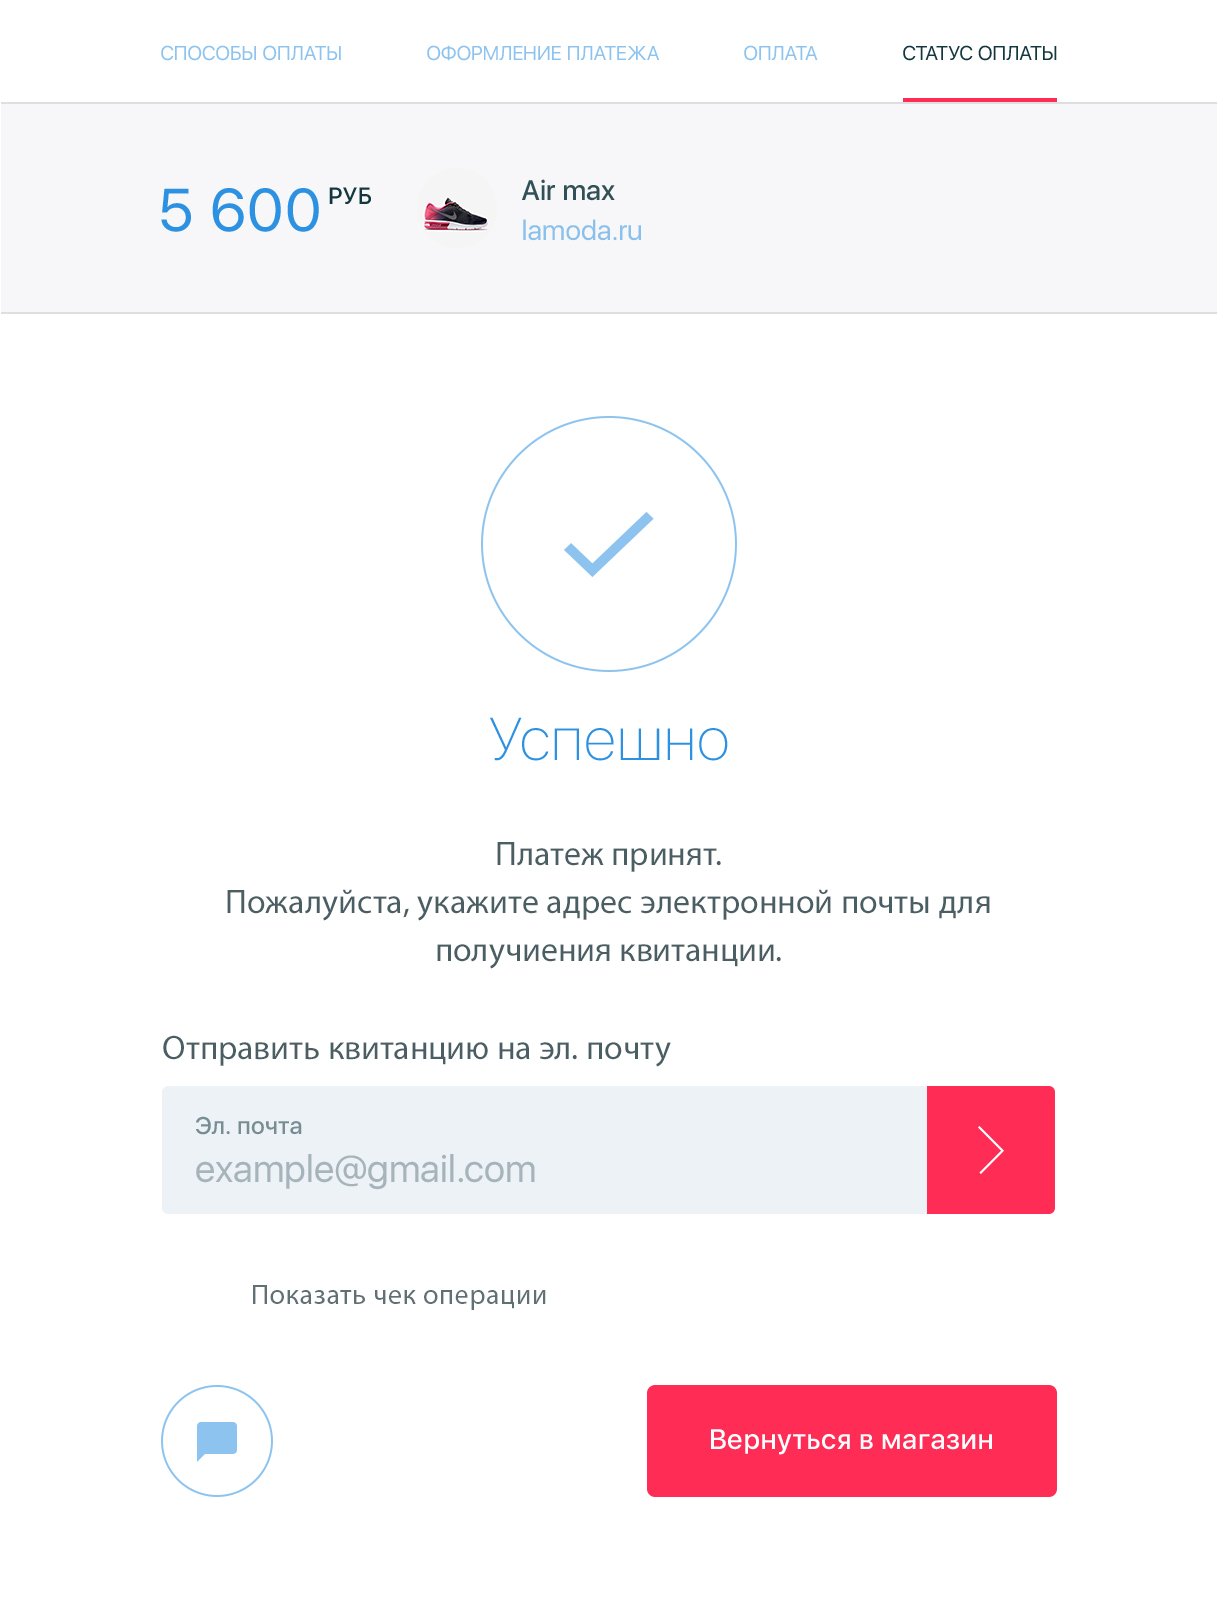 СПОСОБЫ ОПЛАТЫ ОФОРМЛЕНИЕ ПЛАТЕЖА ОПЛАТА СТАТУС ОПЛАТЫ
5 600 РУБ
Air max
lamoda.ru
Успешно
Платеж принят.
Пожалуйста, укажите адрес электронной почты для
получиения квитанции.
Отправить квитанцию на эл. почту
Эл. почта
example@gmail.com
Показать чек операции
Вернуться в магазин